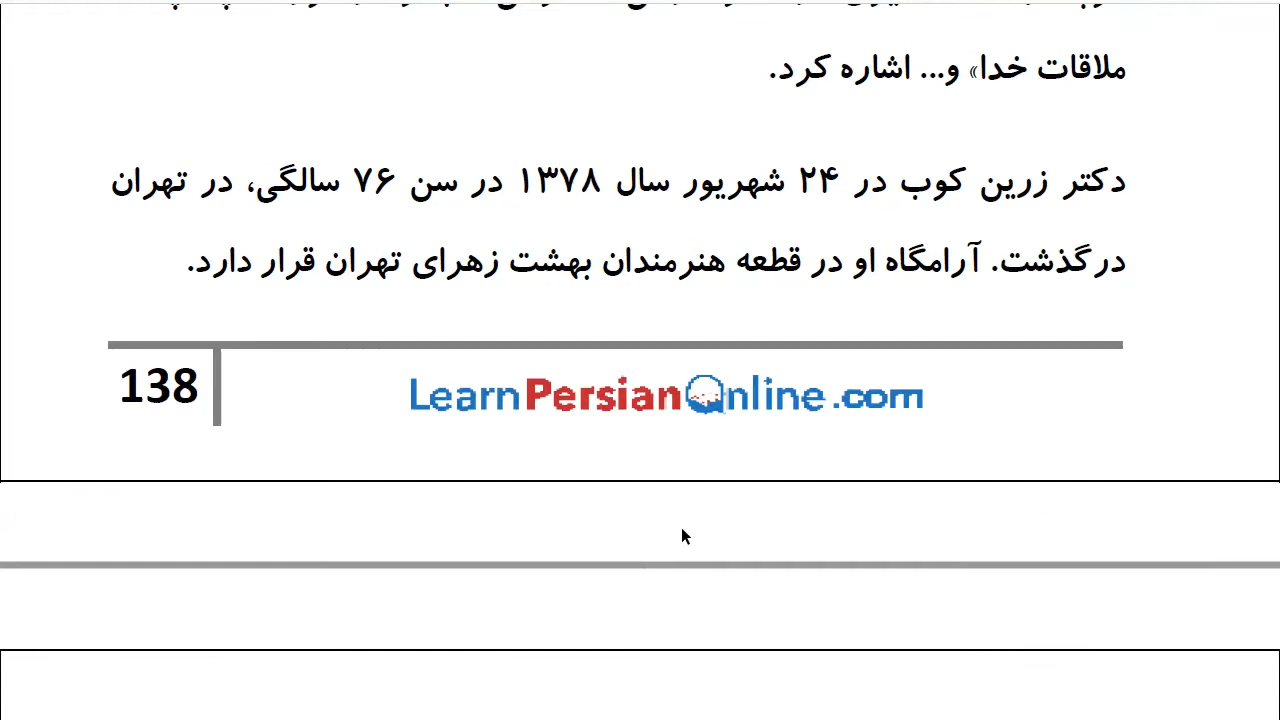 ملاقات خدا» و... اشاره کرد.
دکتر زرین کوب در ۲۴ شهریور سال ۱۳۷۸ در سن ۷۶ سالگی، در تهران
درگذشت. آرامگاه او در قطعه هنرمندان بهشت زهرای تهران قرار دارد.
138
LearnPersianOnline.com